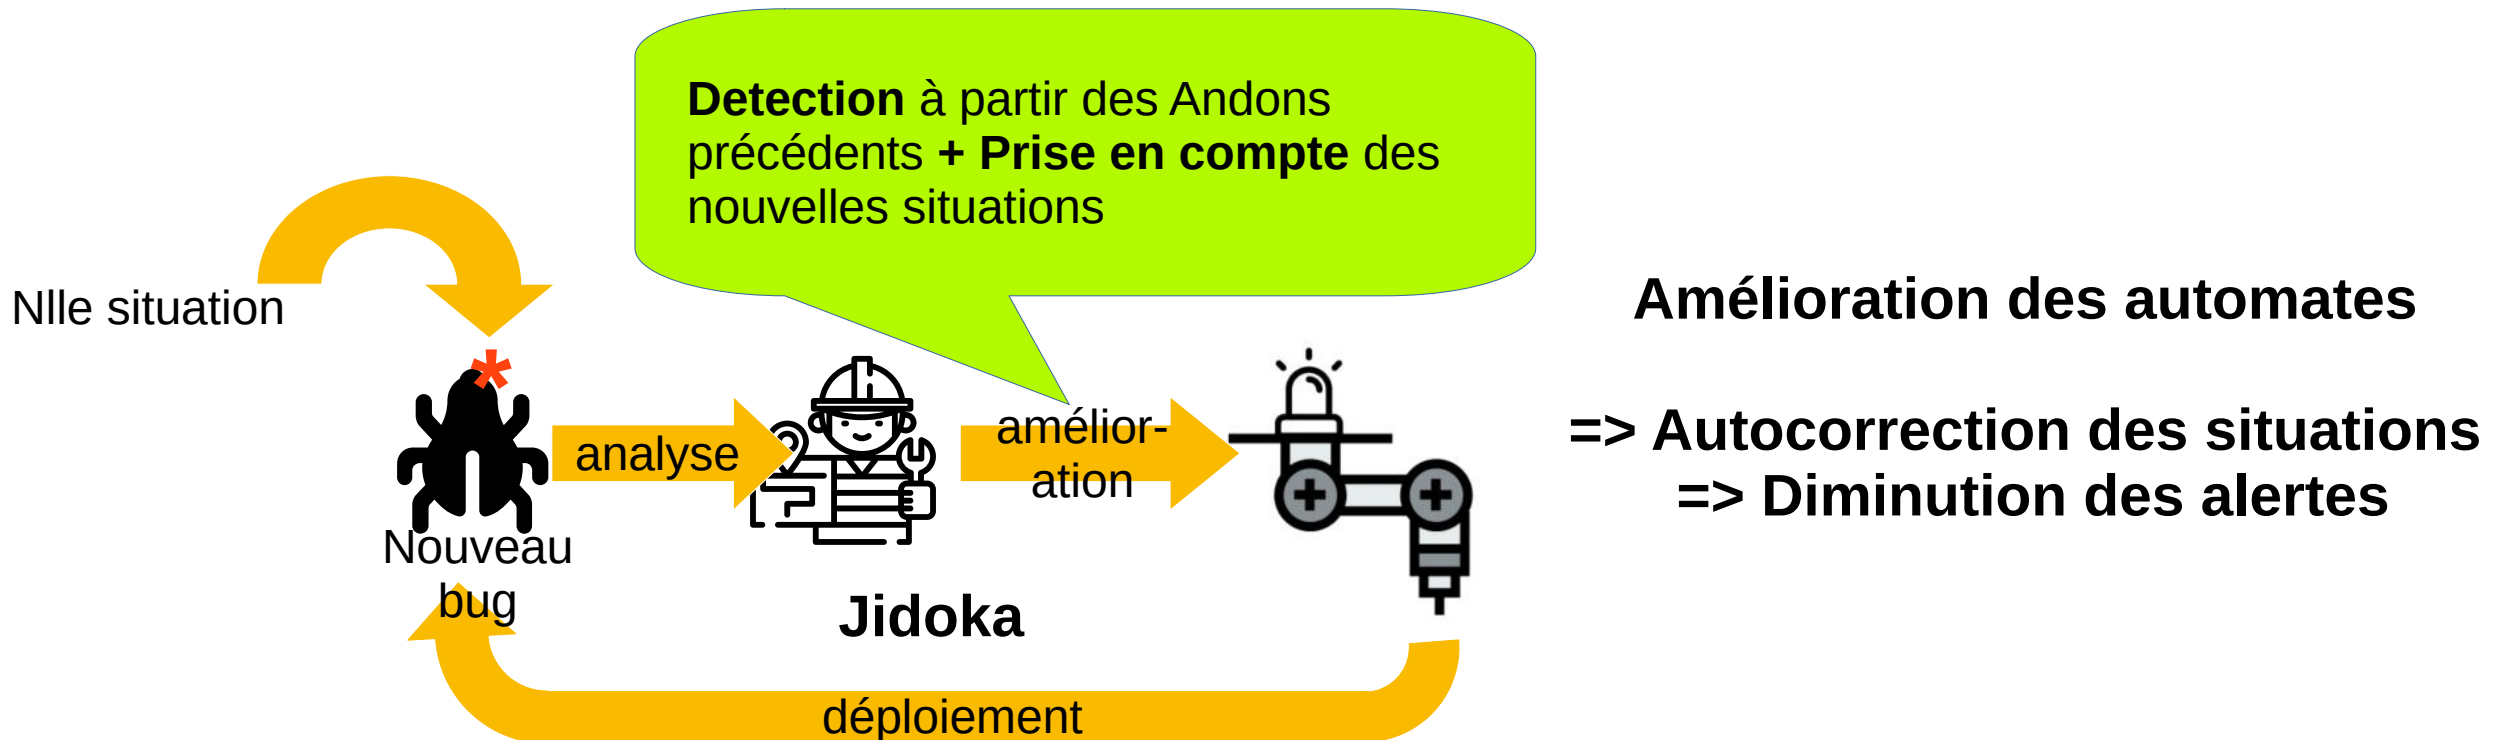 Detection à partir des Andons
précédents + Prise en compte des
nouvelles situations
Nlle situation
*
Nouveau
bug
analyse
amélior-
ation
Jidoka
déploiement
Amélioration des automates
=> Autocorrection des situations
=> Diminution des alertes